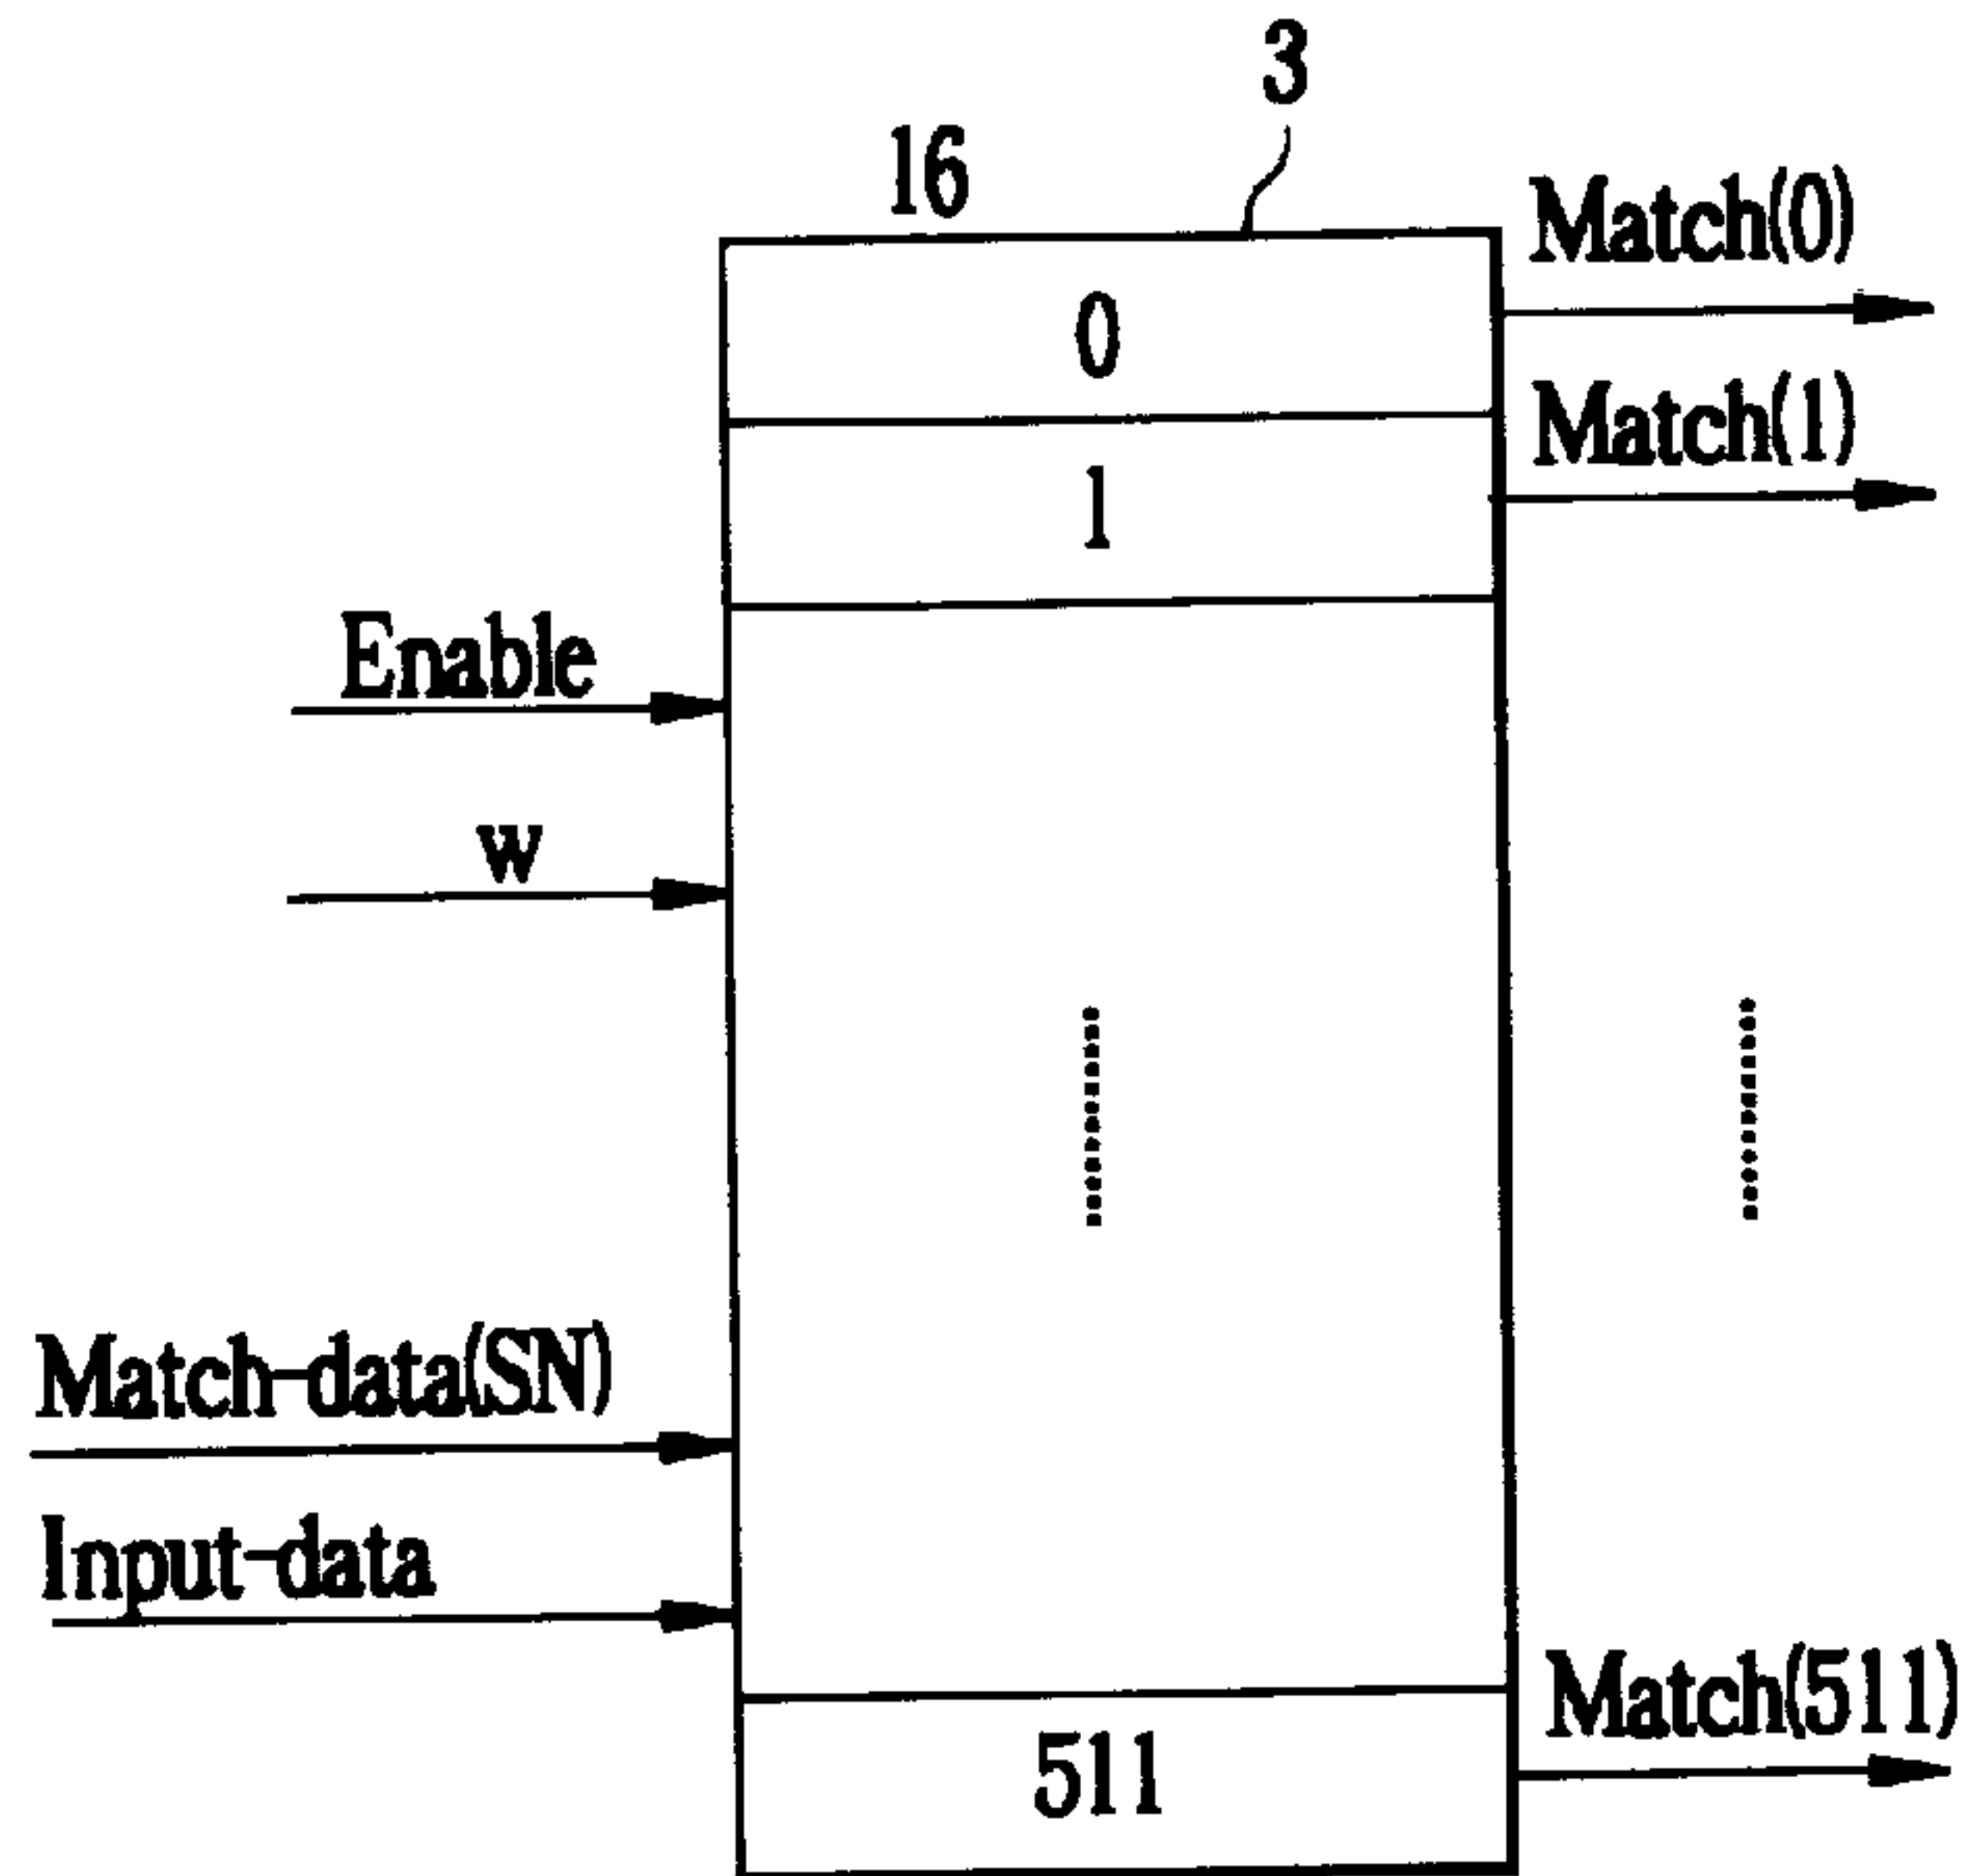 3
16
Match(0)
0
Match(1)
1
Enable
w
Match-data(SN)
Input-data
Match(511)
511